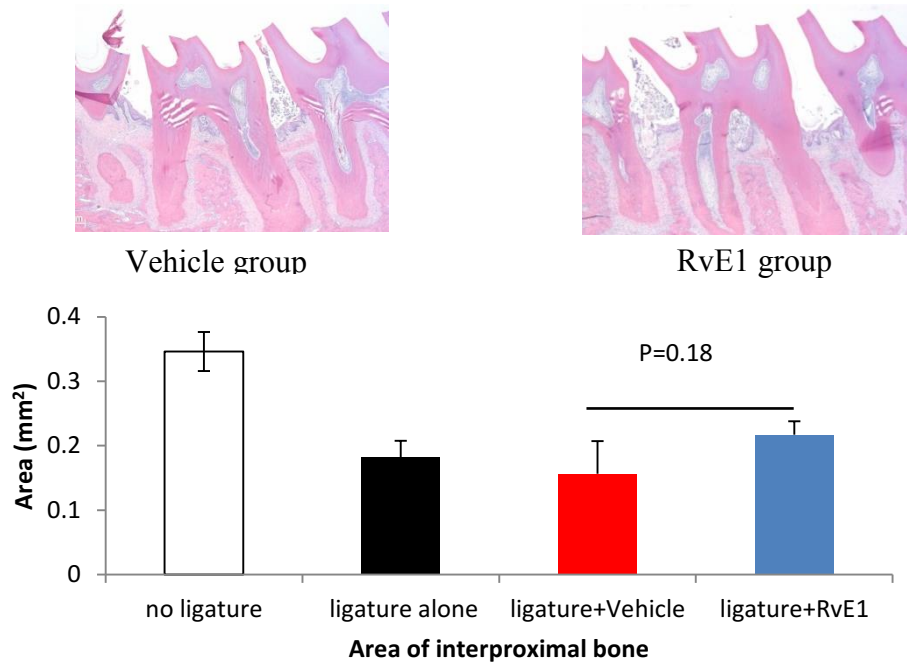 Vehicle group
RvE1 group
0.4
0.3
0.2
0.1
0
Area (mm²)
P=0.18
no ligature
ligature alone
ligature+Vehicle
ligature+RvE1
Area of interproximal bone